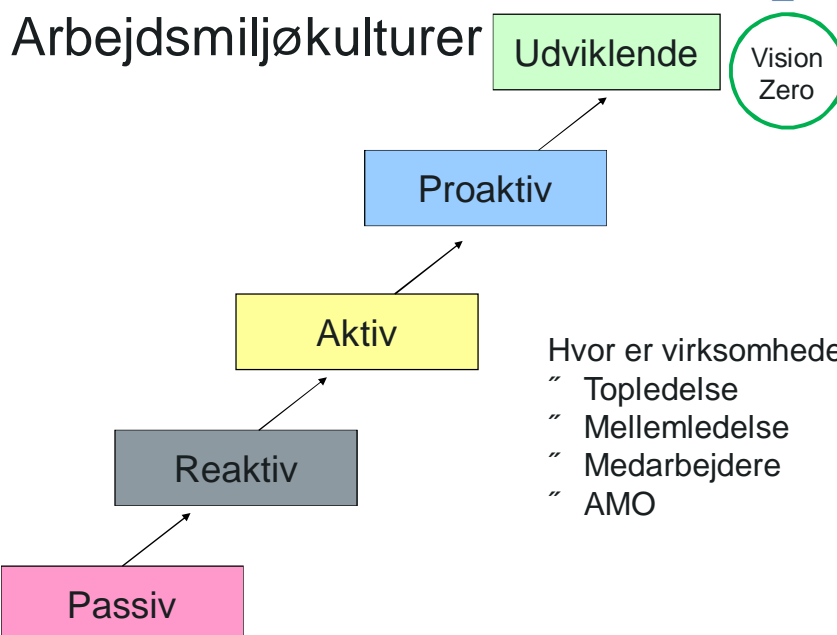 Arbejdsmiljøkulturer
Udviklende
Vision
Zero
Proaktiv
Aktiv
Hvor er virksomhede
˝ Topledelse
˝ Mellemledelse
˝ Medarbejdere
˝ AMO
Reaktiv
Passiv